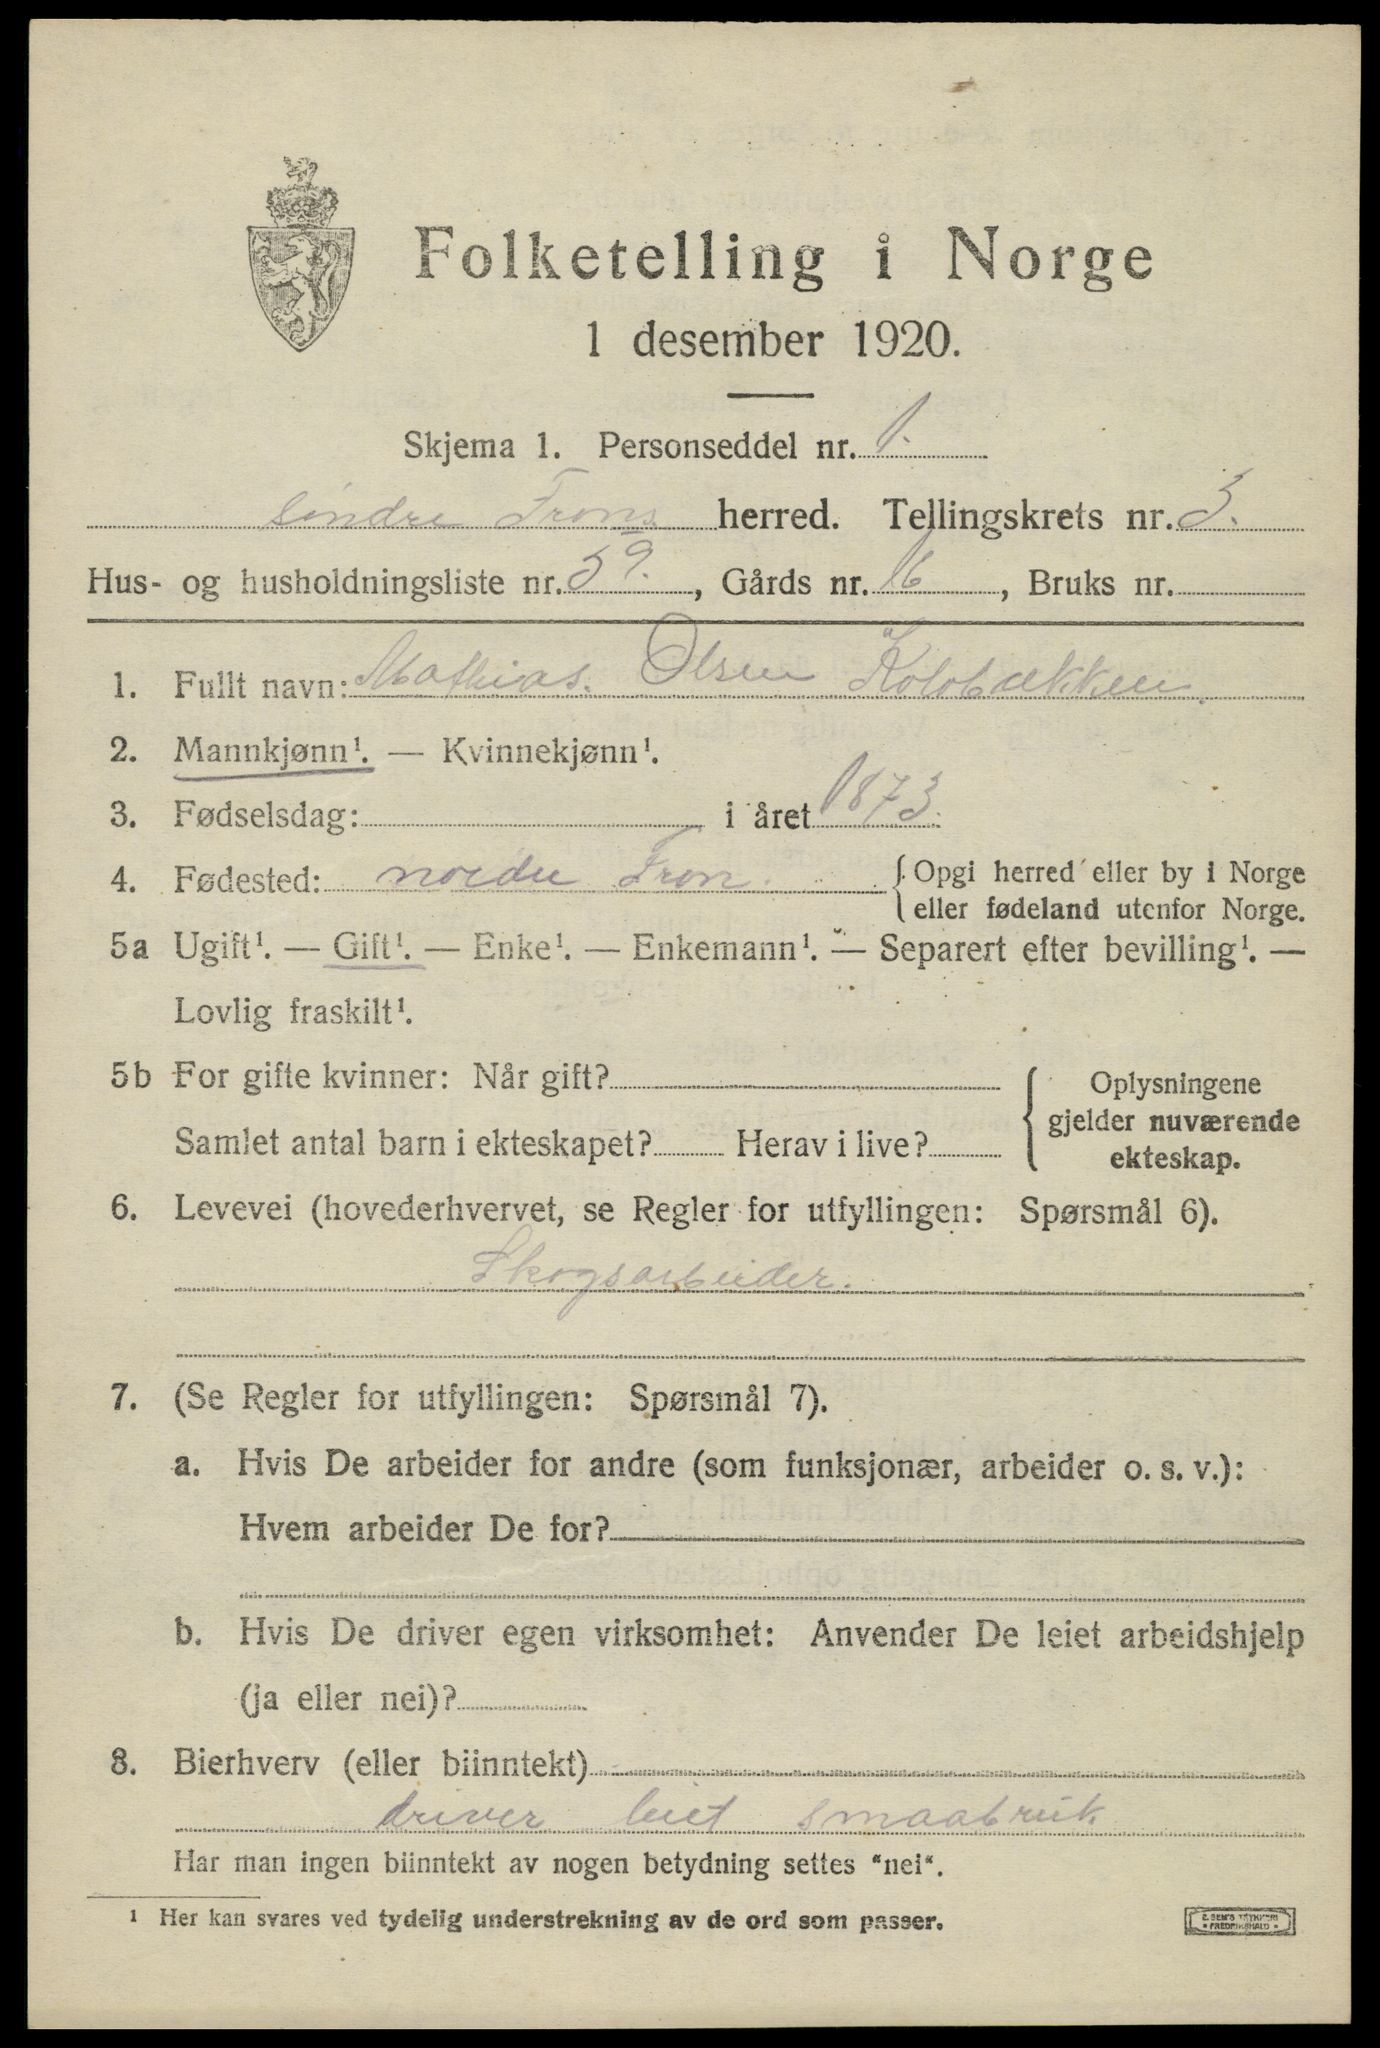 Folketelling i Norge
1 desember 1920.
Skjema 1. Personseddel nr. 1.
søndre Frons herred. Tellingskrets nr. 3.
Hus- og husholdningsliste nr. 59., Gårds nr. 16, Bruks nr.
1. Fullt navn: Mathias. Olsen Kolobækken.
2. Mannkjønn¹. — Kvinnekjønn¹.
3. Fødselsdag: i året 1873.
4. Fødested: nordre Fron. { Opgi herred eller by i Norge
eller fødeland utenfor Norge.
5a Ugift¹. — Gift¹. — Enke¹. — Enkemann¹. — Separert efter bevilling¹. —
Lovlig fraskilt¹.
5b For gifte kvinner: Når gift?
Samlet antal barn i ekteskapet? Herav i live?
Oplysningene
gjelder nuværende
ekteskap.
6. Levevei (hovederhvervet, se Regler for utfyllingen: Spørsmål 6).
Skogsarbeider.
7. (Se Regler for utfyllingen: Spørsmål 7).
a. Hvis De arbeider for andre (som funksjonær, arbeider o. s. v.):
Hvem arbeider De for?
b. Hvis De driver egen virksomhet: Anvender De leiet arbeidshjelp
(ja eller nei)?
8. Bierhverv (eller biinntekt)
driver leiet smaabruk.
Har man ingen biinntekt av nogen betydning settes "nei".
¹ Her kan svares ved tydelig understrekning av de ord som passer.
E. SEM'S TRYKKERI
• FREDRIKSHALD •